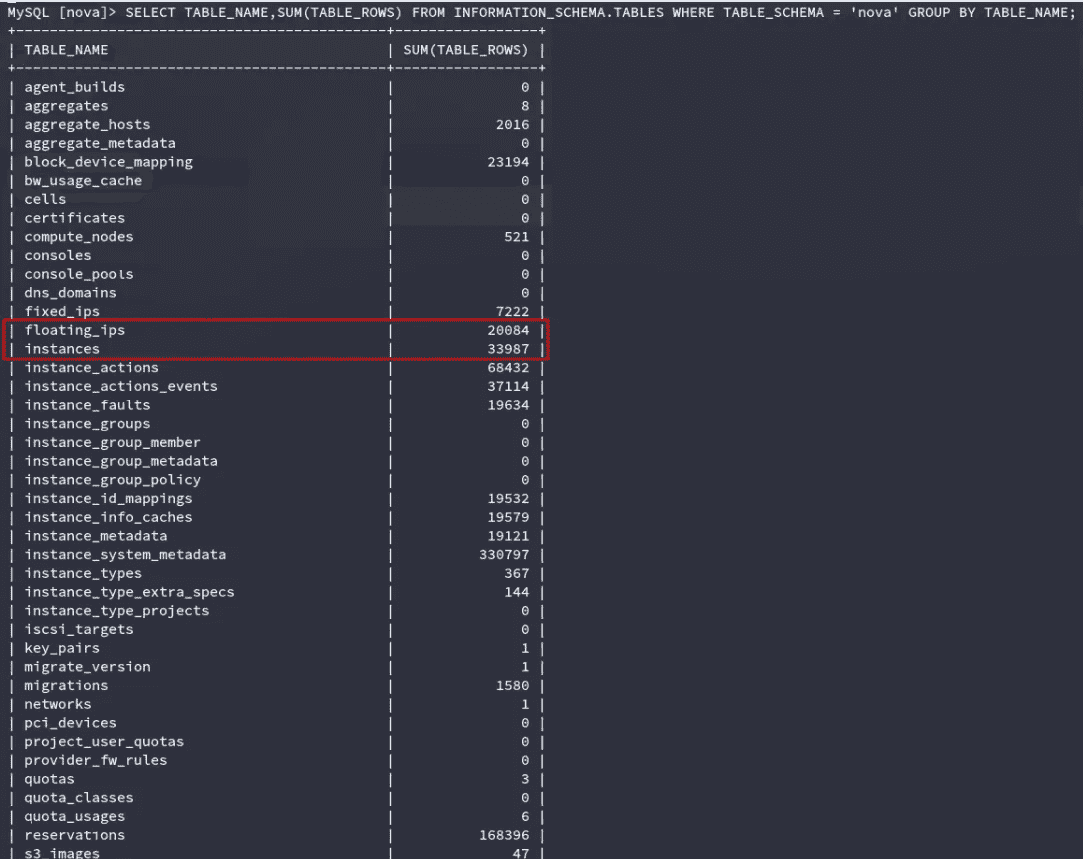 MySQL [nova]> SELECT TABLE_NAME,SUM(TABLE_ROWS) FROM INFORMATION_SCHEMA.TABLES WHERE TABLE_SCHEMA = 'nova' GROUP BY TABLE_NAME;
+--------------------------------------------+-----------------+
| TABLE_NAME | SUM(TABLE_ROWS) |
+--------------------------------------------+-----------------+
| agent_builds | 0 |
| aggregates | 8 |
| aggregate_hosts | 2016 |
| aggregate_metadata | 0 |
| block_device_mapping | 23194 |
| bw_usage_cache | 0 |
| cells | 0 |
| certificates | 0 |
| compute_nodes | 521 |
| consoles | 0 |
| console_pools | 0 |
| dns_domains | 0 |
| fixed_ips | 7222 |
| floating_ips | 20084 |
| instances | 33987 |
| instance_actions | 68432 |
| instance_actions_events | 37114 |
| instance_faults | 19634 |
| instance_groups | 0 |
| instance_group_member | 0 |
| instance_group_metadata | 0 |
| instance_group_policy | 0 |
| instance_id_mappings | 19532 |
| instance_info_caches | 19579 |
| instance_metadata | 19121 |
| instance_system_metadata | 330797 |
| instance_types | 367 |
| instance_type_extra_specs | 144 |
| instance_type_projects | 0 |
| iscsi_targets | 0 |
| key_pairs | 1 |
| migrate_version | 1 |
| migrations | 1580 |
| networks | 1 |
| pci_devices | 0 |
| project_user_quotas | 0 |
| provider_fw_rules | 0 |
| quotas | 3 |
| quota_classes | 0 |
| quota_usages | 6 |
| reservations | 168396 |
| s3_images | 47 |